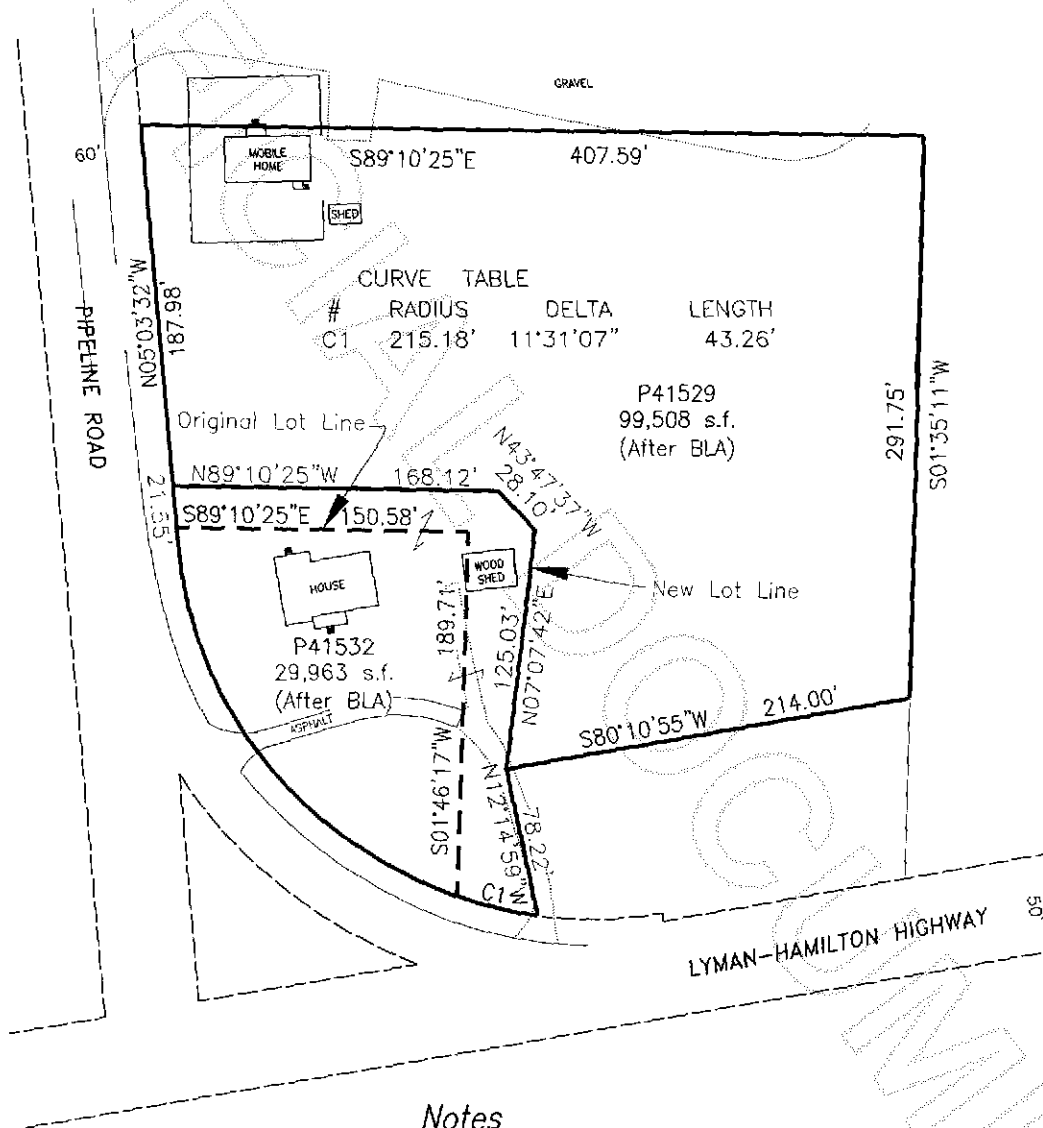 GRAVEL
60'
MOBILE
HOME
S89°10'25"E 407.59'
SHED
N05°03'32"W
187.98'
CURVE TABLE
# RADIUS DELTA LENGTH
C1 215.18' 11°31'07" 43.26'
PIPELINE ROAD
P41529
99,508 s.f.
(After BLA)
291.75'
S01°35'11"W
Original Lot Line
N43°47'37"W
28.10'
N89°10'25"W 168.12'
21.55'
S89°10'25"E 150.58'
WOOD
SHED
HOUSE
New Lot Line
189.71'
125.03'
N07°07'42"E
P41532
29,963 s.f.
(After BLA)
ASPHALT
S80°10'55"W 214.00'
S01°46'17"W
N12°14'59"W
78.22'
C1
LYMAN-HAMILTON HIGHWAY
50'
Notes
UNOFFICIAL DOCUMENT